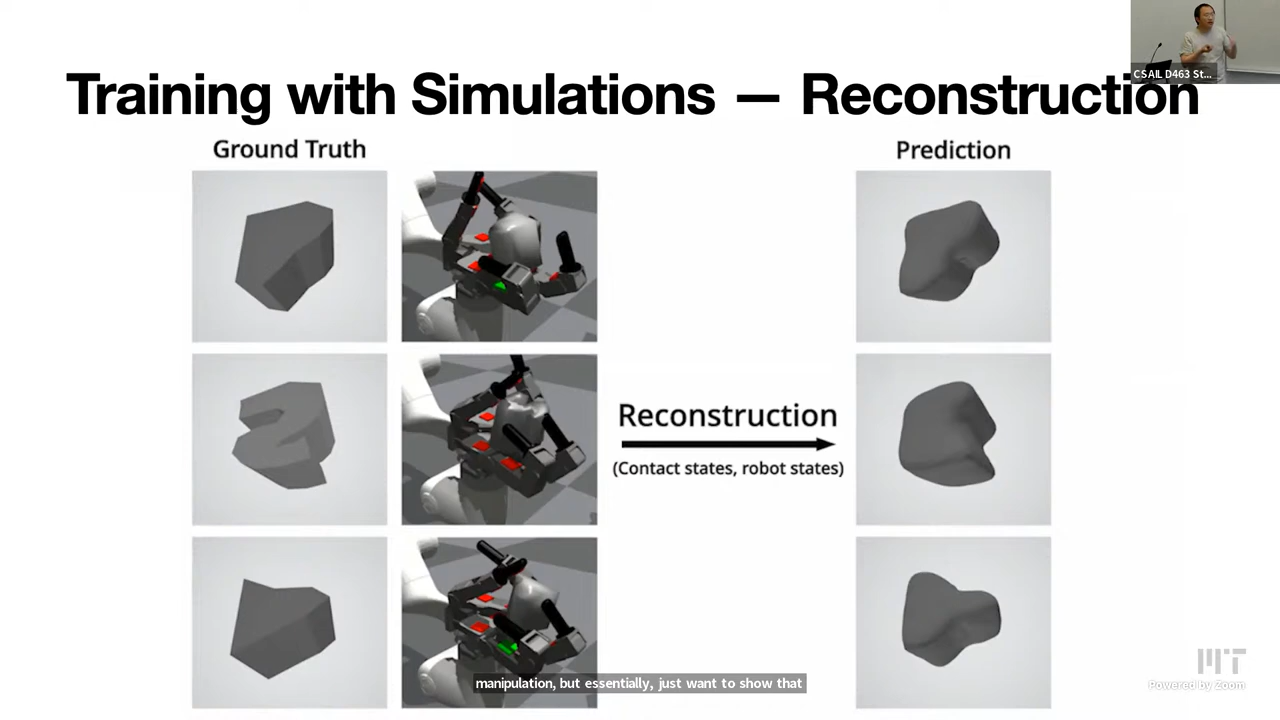 CSAIL D463 St...
Training with Simulations — Reconstruction
Ground Truth
Prediction
Reconstruction
(Contact states, robot states)
manipulation, but essentially, just want to show that
MIT
Powered by Zoom